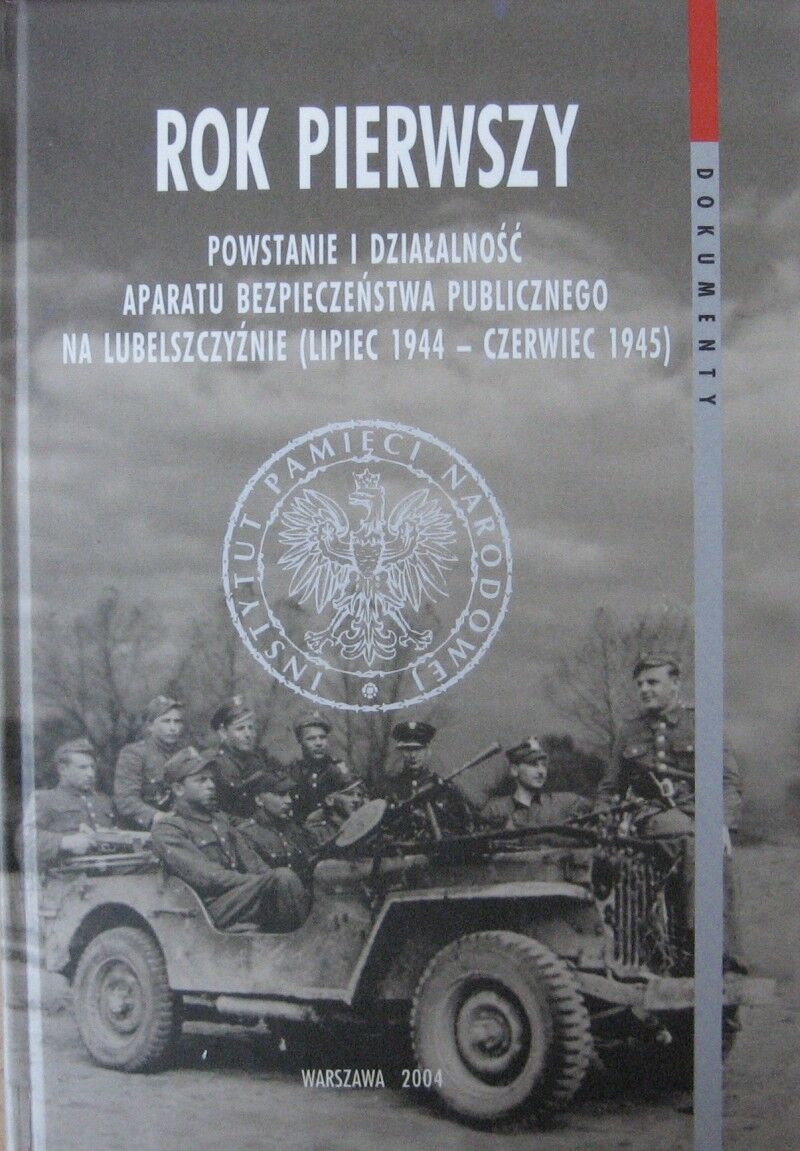 ROK PIERWSZY
POWSTANIE I DZIAŁALNOŚĆ
APARATU BEZPIECZEŃSTWA PUBLICZNEGO
NA LUBELSZCZYŹNIE (LIPIEC 1944 – CZERWIEC 1945)
DOKUMENTY
INSTYTUT PAMIĘCI NARODOWEJ
WARSZAWA 2004